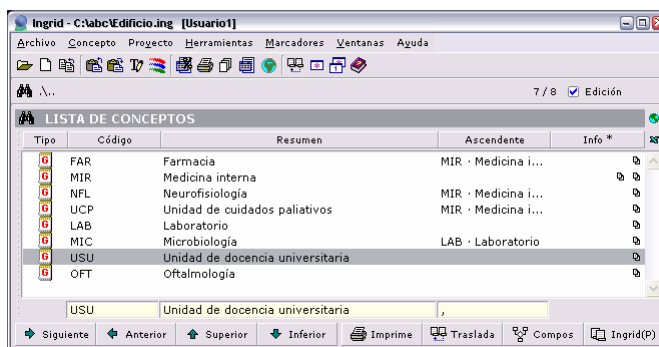 Ingrid - C:\abc\Edificio.ing [Usuario1]
Archivo Concepto Proyecto Herramientas Marcadores Ventanas Ayuda
.\..
7 / 8 Edición
LISTA DE CONCEPTOS
Tipo Código Resumen Ascendente Info *
G FAR Farmacia MIR · Medicina i...
G MIR Medicina interna
G NFL Neurofisiología MIR · Medicina i...
G UCP Unidad de cuidados paliativos MIR · Medicina i...
G LAB Laboratorio
G MIC Microbiología LAB · Laboratorio
G USU Unidad de docencia universitaria
G OFT Oftalmología
USU Unidad de docencia universitaria ,
Siguiente Anterior Superior Inferior Imprime Traslada Compos Ingrid(P)